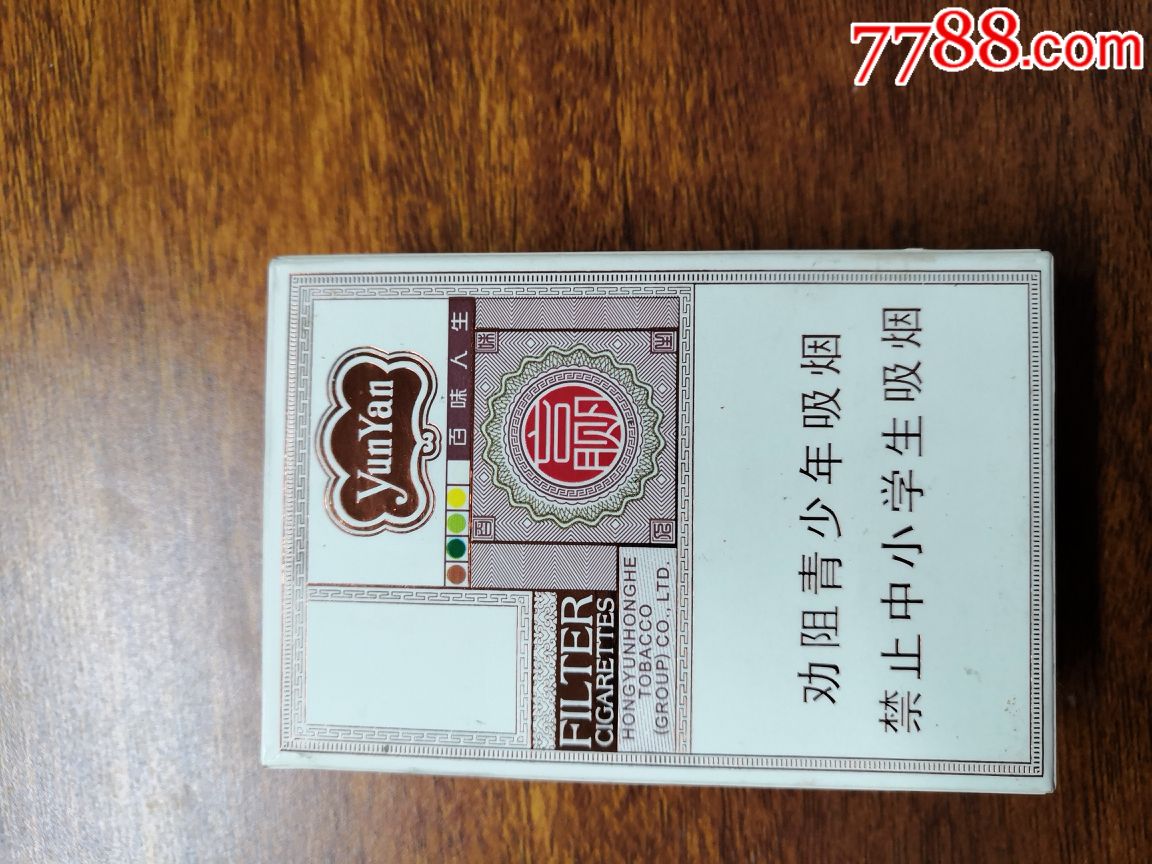 7788.com
YunYan
百味人生
赢
FILTER
CIGARETTES
HONGYUNHONGHE
TOBACCO
(GROUP) CO., LTD.
劝阻青少年吸烟
禁止中小学生吸烟